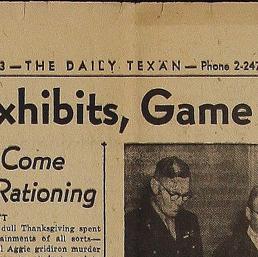 3—THE DAILY TEXAN—Phone 2-247
xhibits, Game
Come
Rationing
'T
dull Thanksgiving spent
ainments of all sorts—
l Aggie gridiron murder